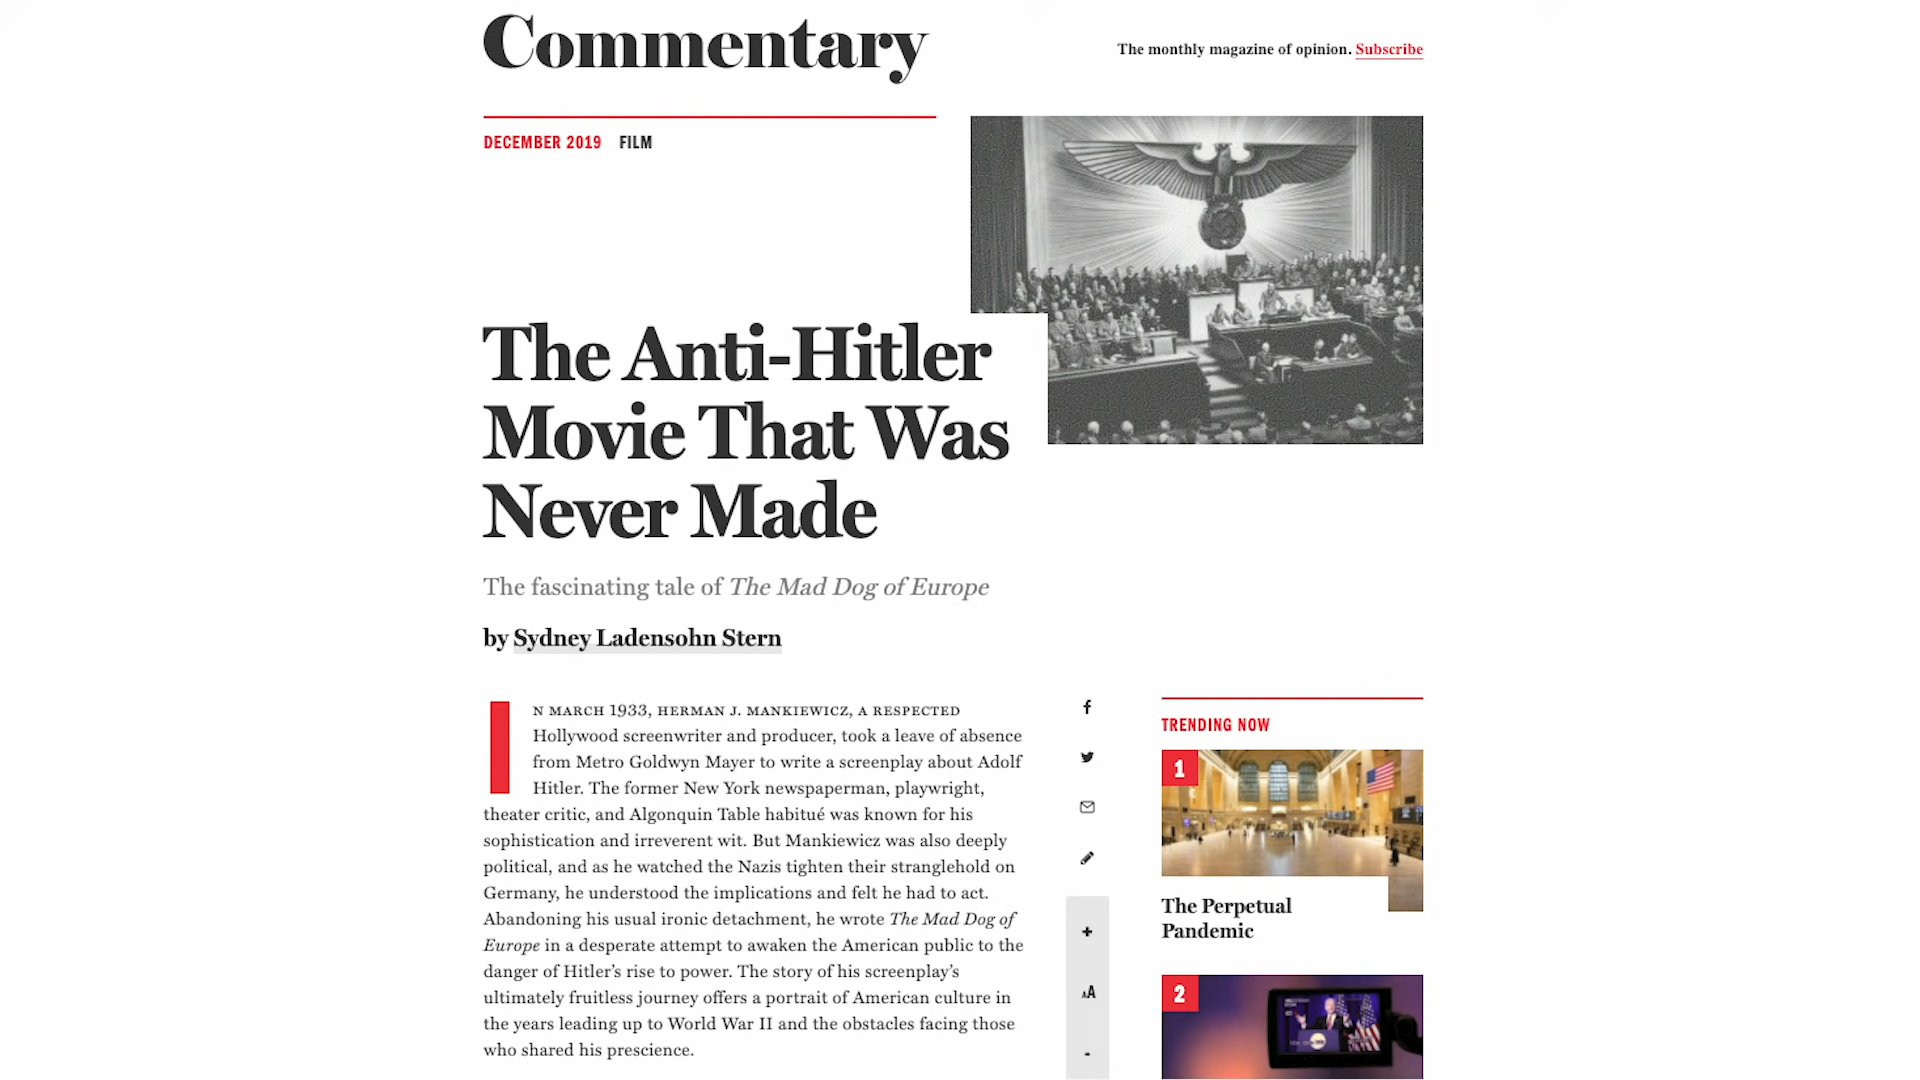 Commentary
The monthly magazine of opinion. Subscribe
DECEMBER 2019 FILM
The Anti-Hitler
Movie That Was
Never Made
The fascinating tale of The Mad Dog of Europe
by Sydney Ladensohn Stern
IN MARCH 1933, HERMAN J. MANKIEWICZ, A RESPECTED
Hollywood screenwriter and producer, took a leave of absence
from Metro Goldwyn Mayer to write a screenplay about Adolf
Hitler. The former New York newspaperman, playwright,
theater critic, and Algonquin Table habitué was known for his
sophistication and irreverent wit. But Mankiewicz was also deeply
political, and as he watched the Nazis tighten their stranglehold on
Germany, he understood the implications and felt he had to act.
Abandoning his usual ironic detachment, he wrote The Mad Dog of
Europe in a desperate attempt to awaken the American public to the
danger of Hitler's rise to power. The story of his screenplay's
ultimately fruitless journey offers a portrait of American culture in
the years leading up to World War II and the obstacles facing those
who shared his prescience.
+
AA
-
TRENDING NOW
1
The Perpetual
Pandemic
2